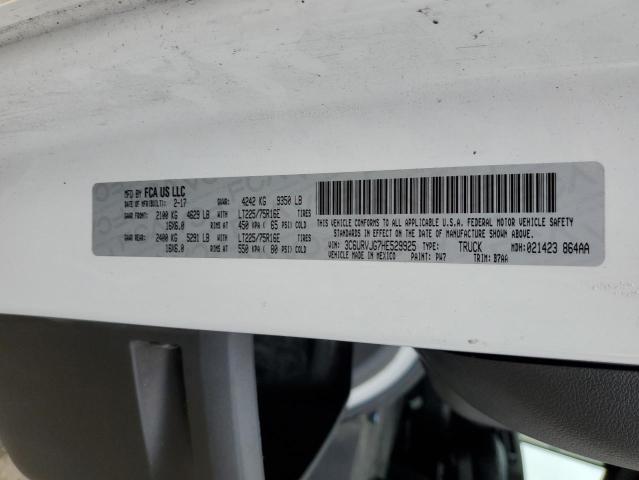 MFD BY FCA US LLC
DATE OF MFR(BUILT): 2-17 GVWR: 4242 KG 9350 LB
GAWR FRONT: 2100 KG 4629 LB LT225/75R16E TIRES
16X6.0 RIMS AT 450 KPA ( 65 PSI) COLD
GAWR REAR: 2400 KG 5291 LB LT225/75R16E TIRES
16X6.0 RIMS AT 550 KPA ( 80 PSI) COLD
THIS VEHICLE CONFORMS TO ALL APPLICABLE U.S.A. FEDERAL MOTOR VEHICLE SAFETY
STANDARDS IN EFFECT ON THE DATE OF MANUFACTURE SHOWN ABOVE.
VIN: 3C6URVJG7HE529925 TYPE: TRUCK MDH: 021423 864AA
VEHICLE MADE IN MEXICO PAINT: PW7 TRIM: B7AA